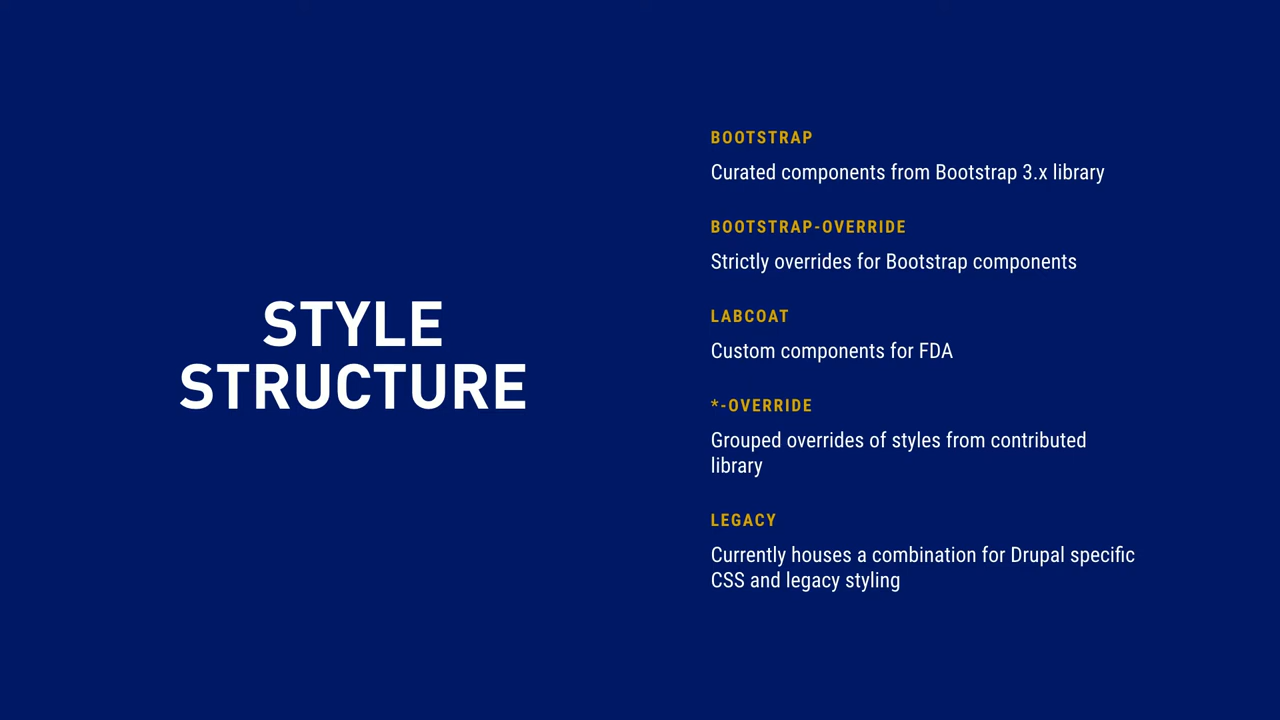 STYLE
STRUCTURE
BOOTSTRAP
Curated components from Bootstrap 3.x library
BOOTSTRAP-OVERRIDE
Strictly overrides for Bootstrap components
LABCOAT
Custom components for FDA
*-OVERRIDE
Grouped overrides of styles from contributed
library
LEGACY
Currently houses a combination for Drupal specific
CSS and legacy styling